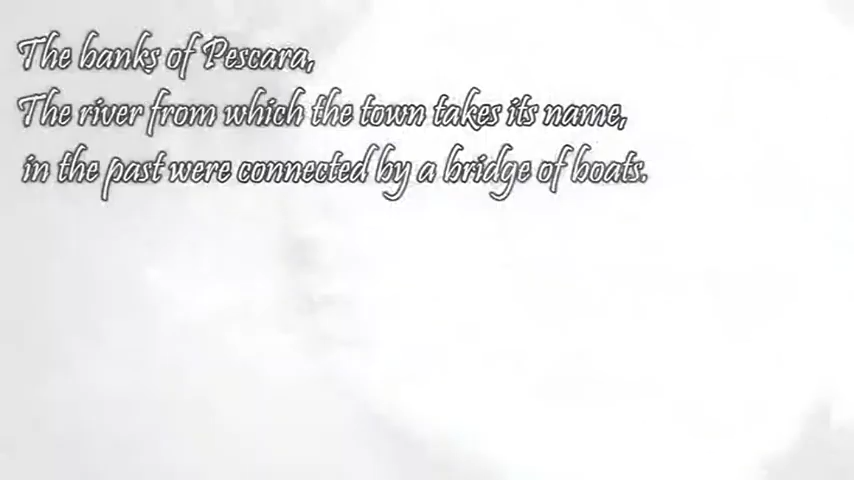 The banks of Pescara,
The river from which the town takes its name,
in the past were connected by a bridge of boats.